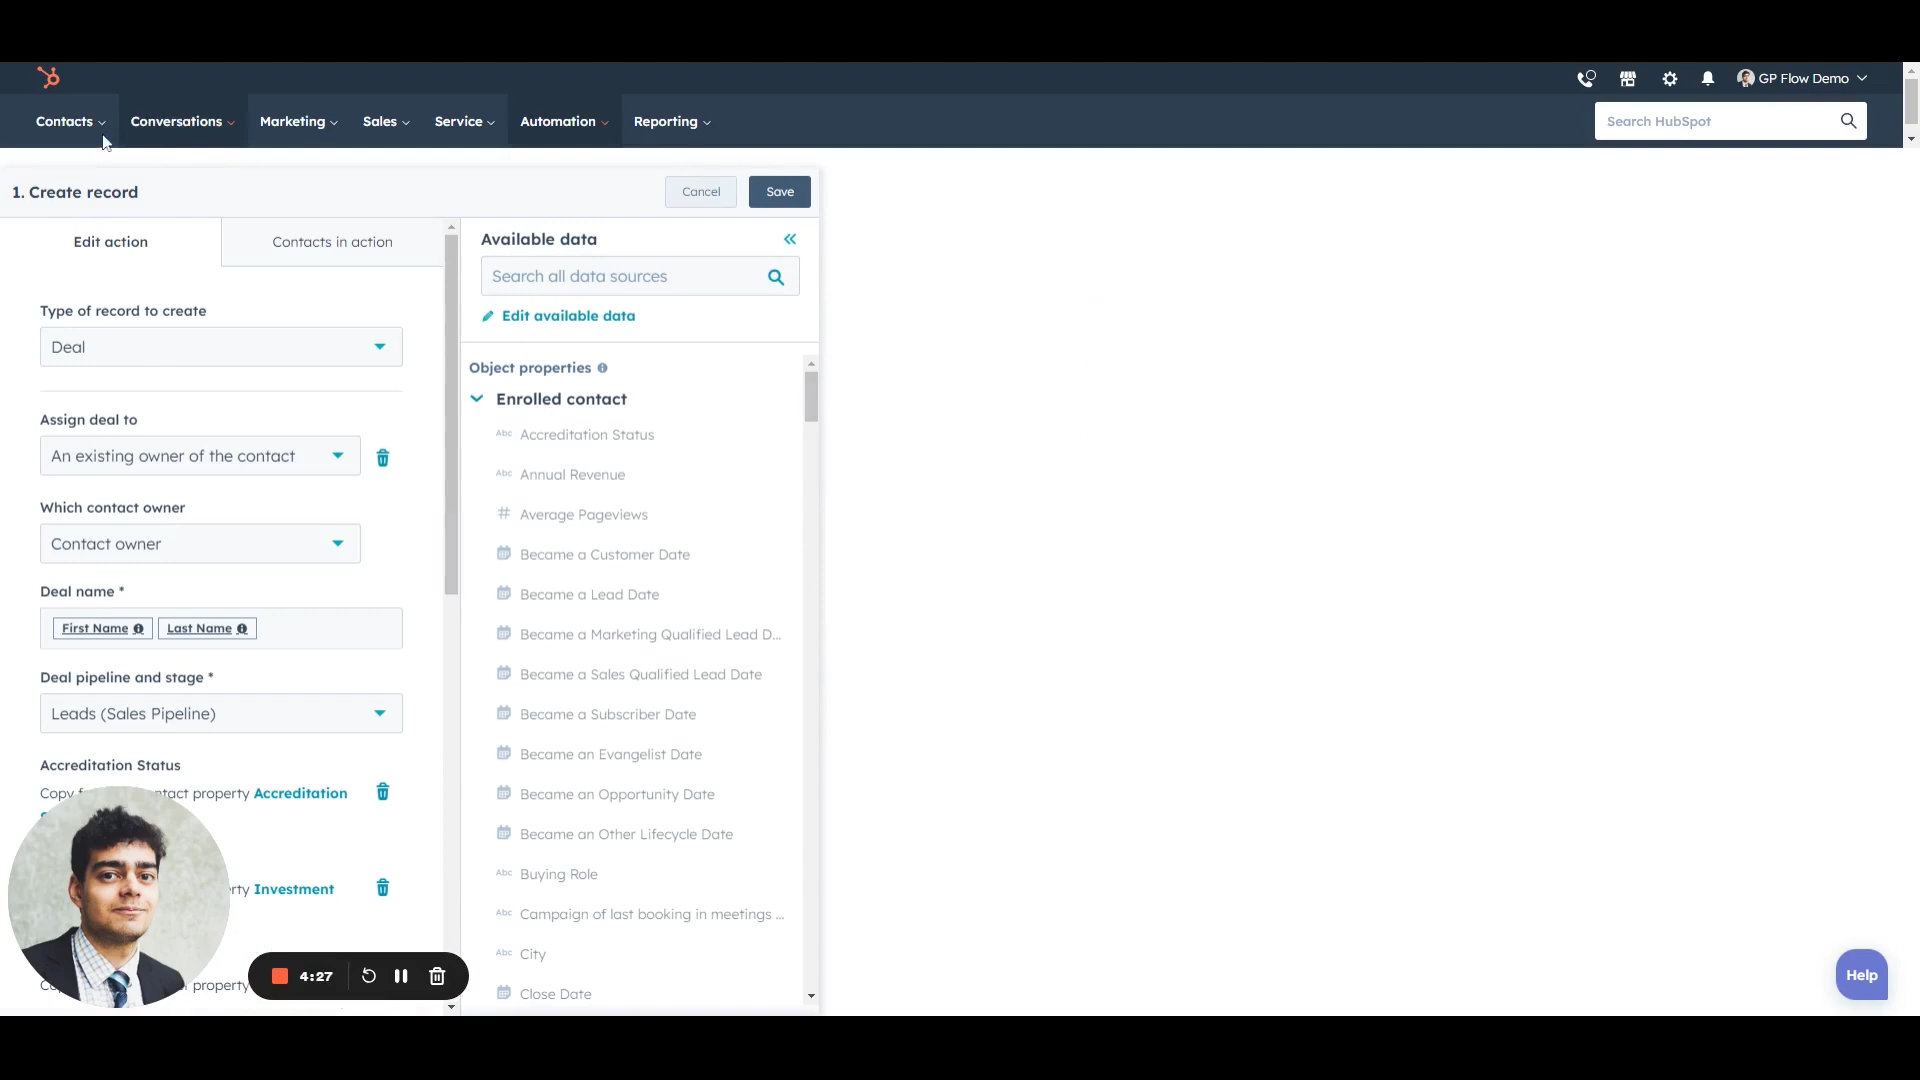 GP Flow Demo
Contacts Conversations Marketing Sales Service Automation Reporting Search HubSpot
1. Create record Cancel Save
Edit action Contacts in action
Type of record to create
Deal
Assign deal to
An existing owner of the contact
Which contact owner
Contact owner
Deal name *
First Name Last Name
Deal pipeline and stage *
Leads (Sales Pipeline)
Accreditation Status
Copy property Accreditation
Investment
property
4:27
Available data
Search all data sources
Edit available data
Object properties
Enrolled contact
Abc Accreditation Status
Abc Annual Revenue
# Average Pageviews
Became a Customer Date
Became a Lead Date
Became a Marketing Qualified Lead D...
Became a Sales Qualified Lead Date
Became a Subscriber Date
Became an Evangelist Date
Became an Opportunity Date
Became an Other Lifecycle Date
Abc Buying Role
Abc Campaign of last booking in meetings ...
Abc City
Close Date
Help